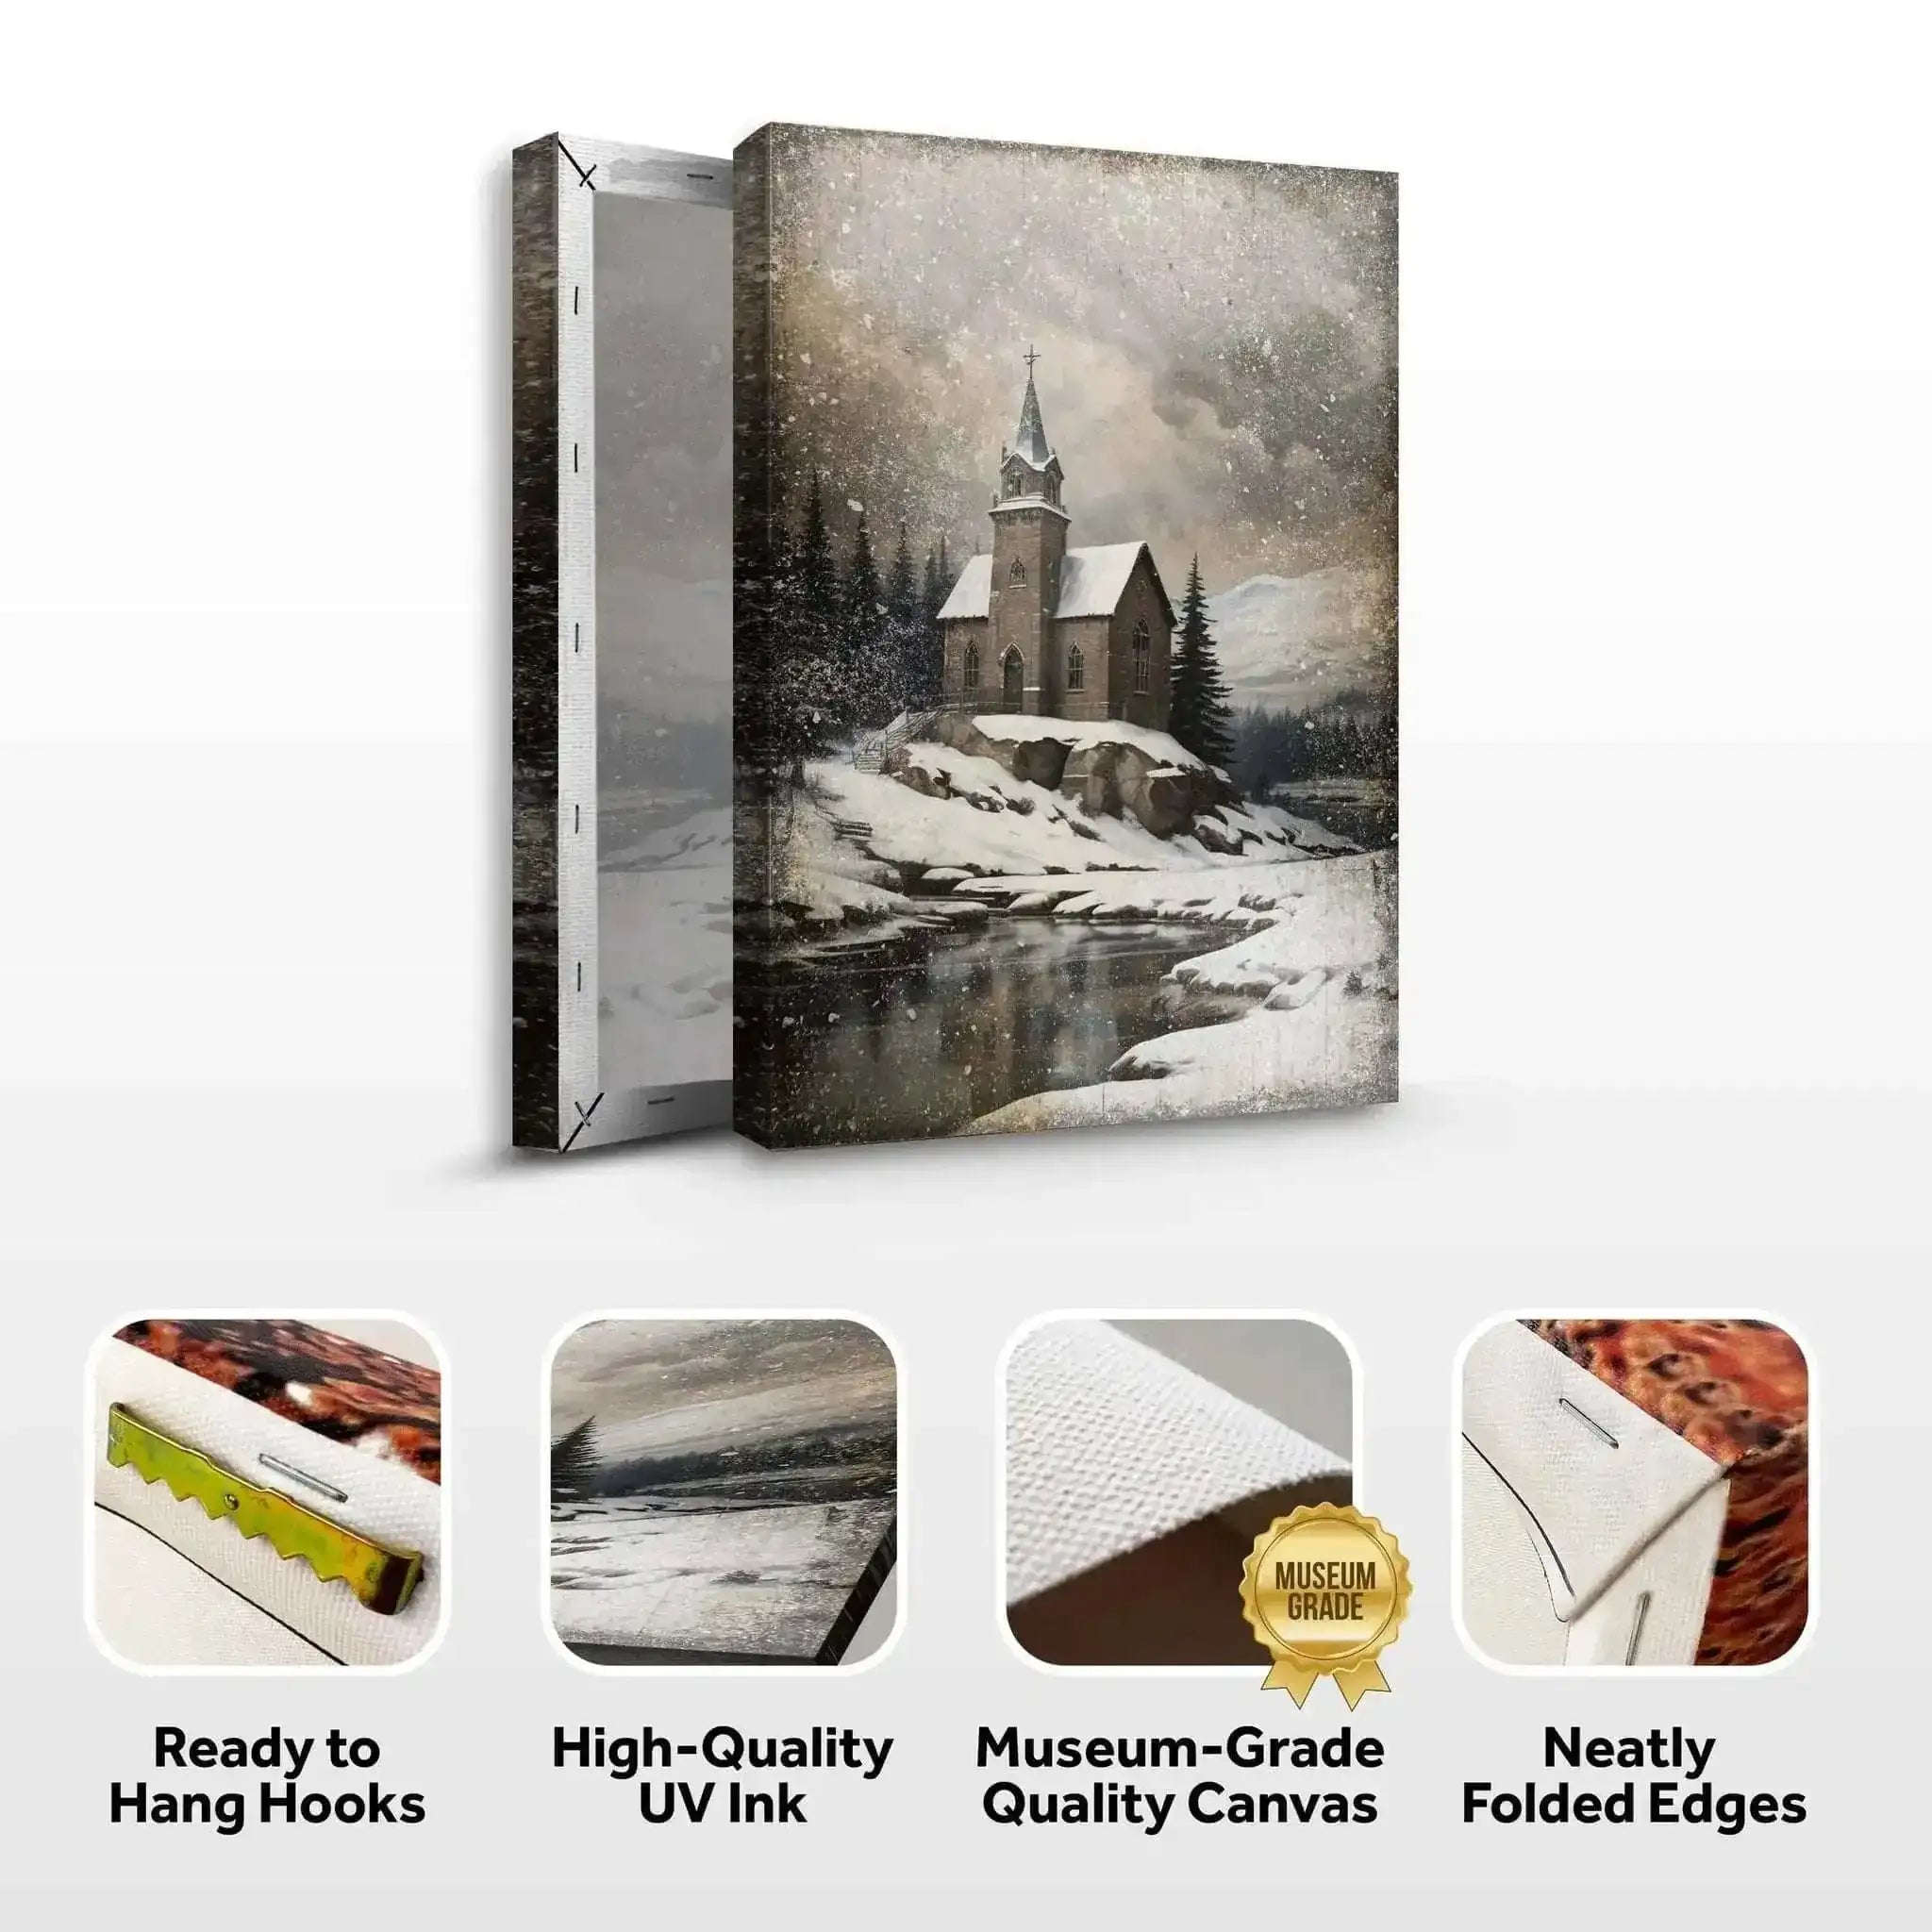 MUSEUM
GRADE
Ready to
Hang Hooks
High-Quality
UV Ink
Museum-Grade
Quality Canvas
Neatly
Folded Edges